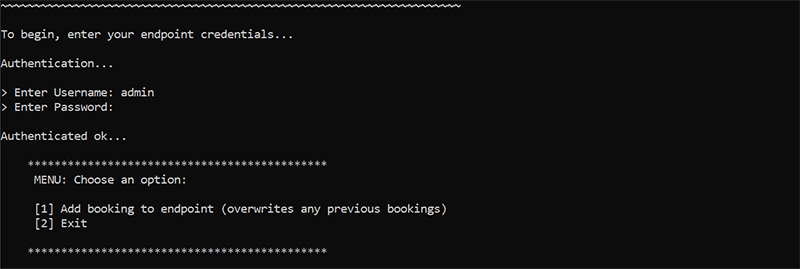 ~~~~~~~~~~~~~~~~~~~~~~~~~~~~~~~~~~~~~~~~~~~~~~~~~~~~~~~~~~~~~~~~~~~~~
To begin, enter your endpoint credentials...
Authentication...
> Enter Username: admin
> Enter Password:
Authenticated ok...
*********************************************
MENU: Choose an option:
[1] Add booking to endpoint (overwrites any previous bookings)
[2] Exit
*********************************************